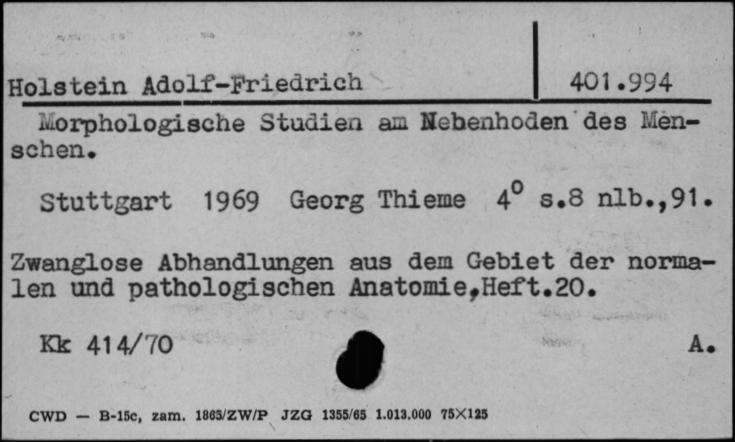 Holstein Adolf-Friedrich 401.994
Morphologische Studien am Nebenhoden des Men-
schen.
Stuttgart 1969 Georg Thieme 4⁰ s.8 nlb.,91.
Zwanglose Abhandlungen aus dem Gebiet der norma-
len und pathologischen Anatomie,Heft.20.
Kk 414/70 A.
CWD — B-15c, zam. 1863/ZW/P JZG 1355/65 1.013.000 75×125